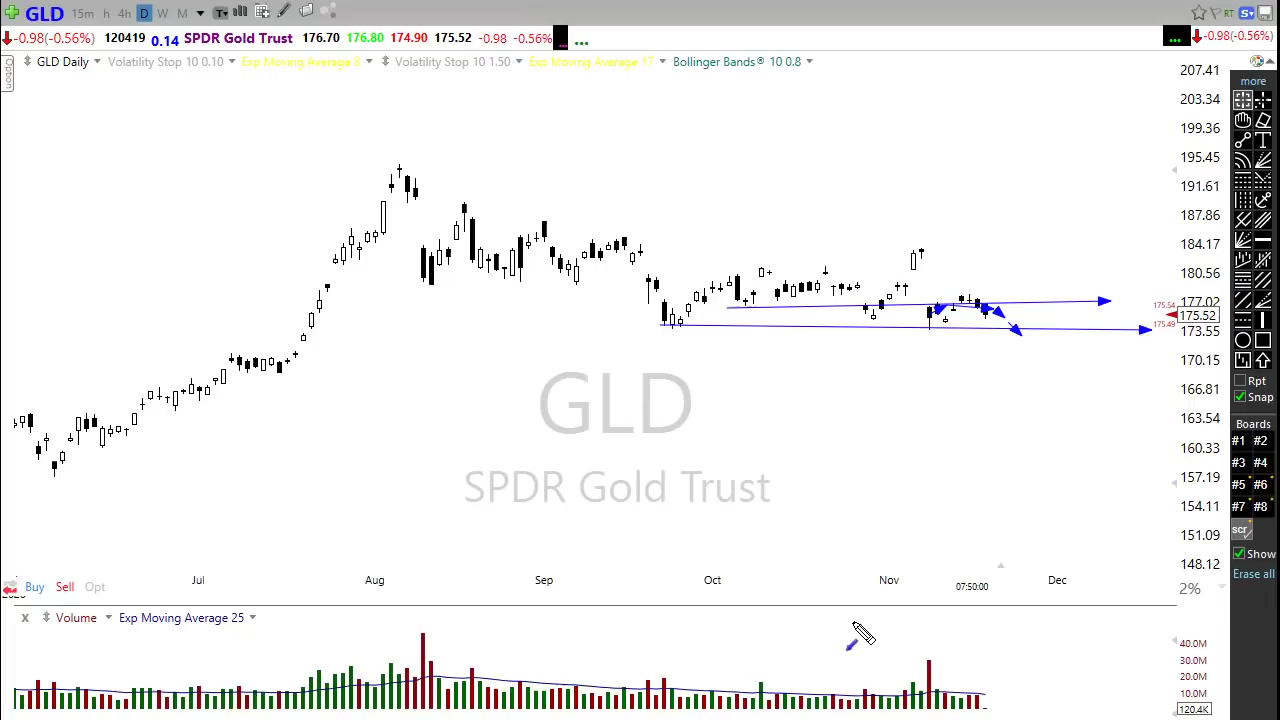 GLD 15m h 4h D W M T RT S
-0.98(-0.56%) 120419 0.14 SPDR Gold Trust 176.70 176.80 174.90 175.52 -0.98 -0.56% ... ... -0.98(-0.56%)
Option
GLD Daily Volatility Stop 10 0.10 Exp Moving Average 8 Volatility Stop 10 1.50 Exp Moving Average 17 Bollinger Bands® 10 0.8
207.41
more
203.34
199.36
195.45
191.61
187.86
184.17
180.56
177.02
175.54
175.52
175.49
173.55
170.15
166.81
163.54
160.33
157.19
154.11
151.09
148.12
GLD
SPDR Gold Trust
Rpt
Snap
Boards
#1 #2
#3 #4
#5 #6
#7 #8
scr
Show
Erase all
Buy Sell Opt
Jul Aug Sep Oct Nov Dec
07:50:00
2%
x Volume Exp Moving Average 25
40.0M
30.0M
20.0M
10.0M
120.4K